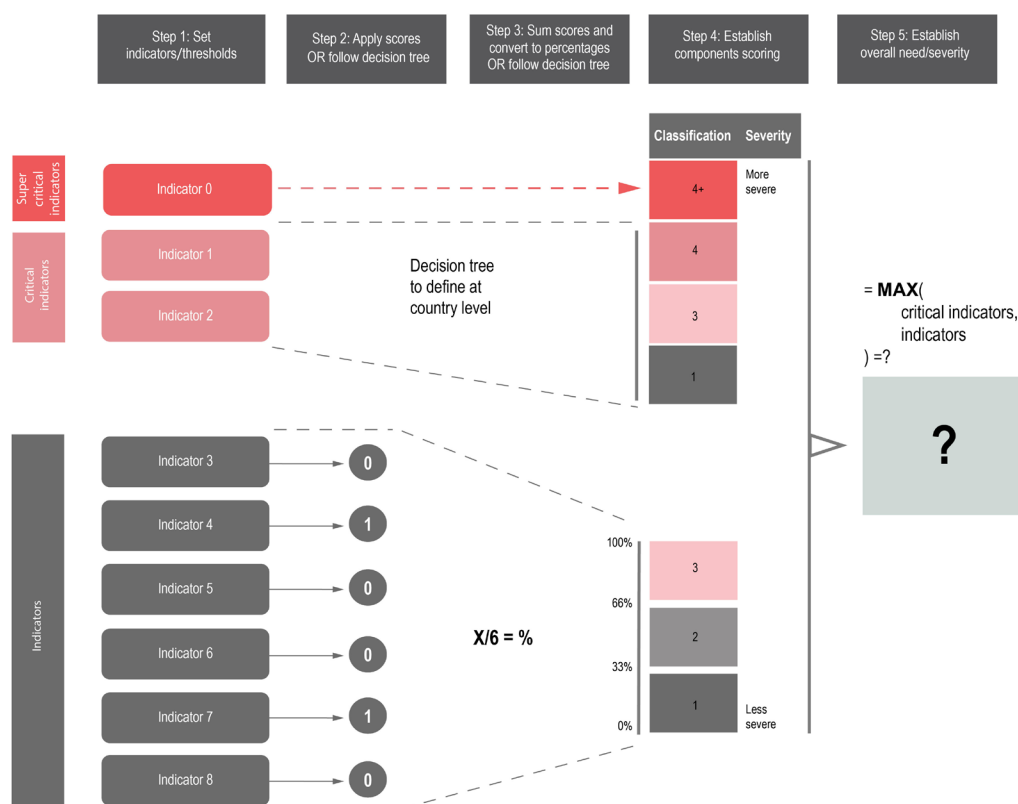 Step 1: Set
indicators/thresholds
Step 2: Apply scores
OR follow decision tree
Step 3: Sum scores and
convert to percentages
OR follow decision tree
Step 4: Establish
components scoring
Step 5: Establish
overall need/severity
Classification
Severity
Super
critical
indicators
Indicator 0
4+
More
severe
Critical
indicators
Indicator 1
Indicator 2
Decision tree
to define at
country level
4
3
1
= MAX(
critical indicators,
indicators
) =?
?
Indicators
Indicator 3
0
Indicator 4
1
Indicator 5
0
Indicator 6
0
Indicator 7
1
Indicator 8
0
X/6 = %
100%
66%
33%
0%
3
2
1
Less
severe